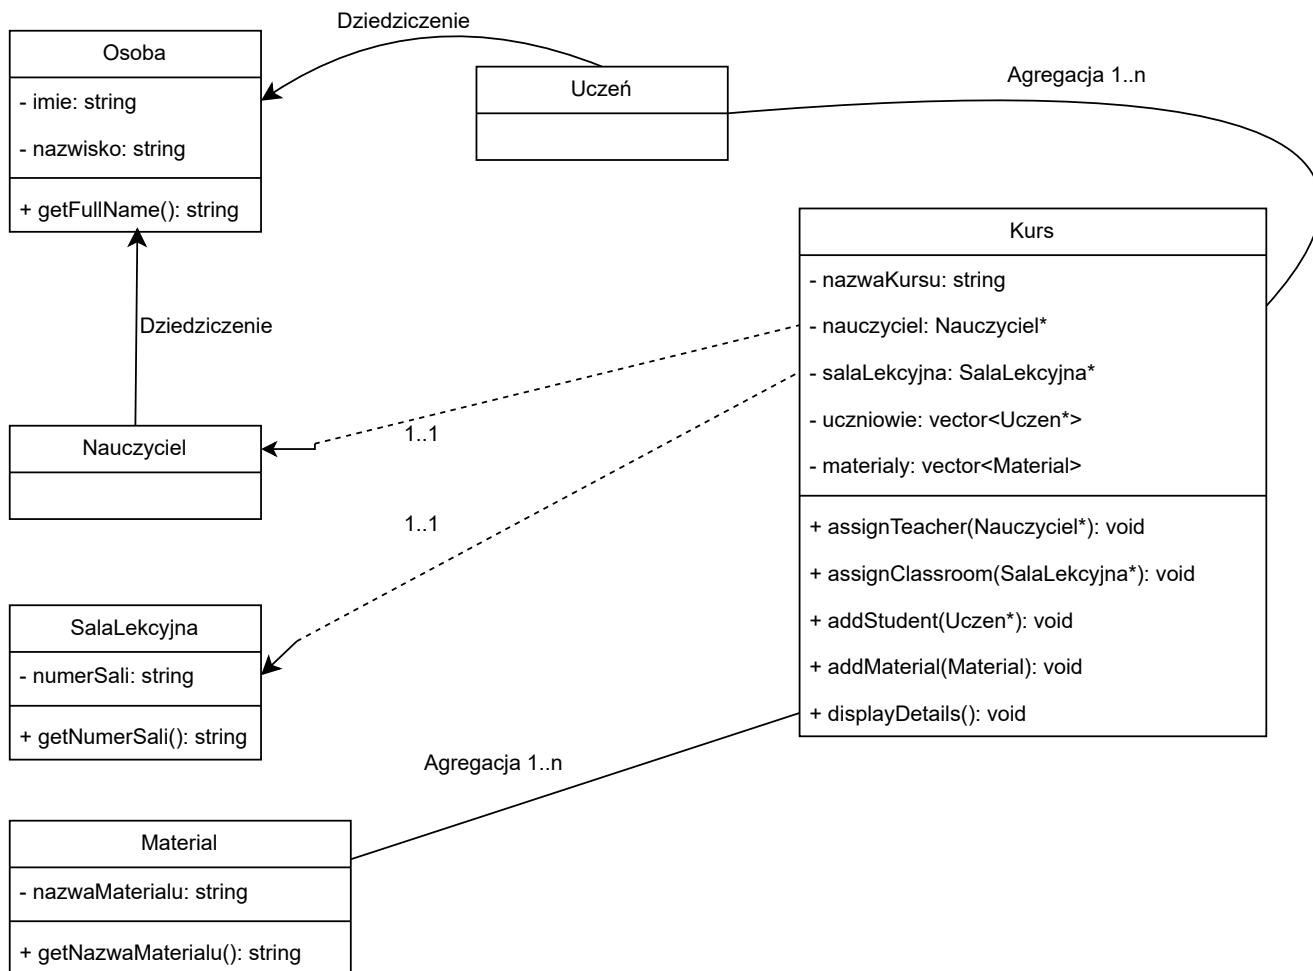 Dziedziczenie
Osoba
- imie: string
- nazwisko: string
+ getFullName(): string
Uczeń
Agregacja 1..n
Kurs
- nazwaKursu: string
- nauczyciel: Nauczyciel*
- salaLekcyjna: SalaLekcyjna*
- uczniowie: vector<Uczen*>
- materialy: vector<Material>
+ assignTeacher(Nauczyciel*): void
+ assignClassroom(SalaLekcyjna*): void
+ addStudent(Uczen*): void
+ addMaterial(Material): void
+ displayDetails(): void
Dziedziczenie
Nauczyciel
1..1
1..1
SalaLekcyjna
- numerSali: string
+ getNumerSali(): string
Agregacja 1..n
Material
- nazwaMaterialu: string
+ getNazwaMaterialu(): string